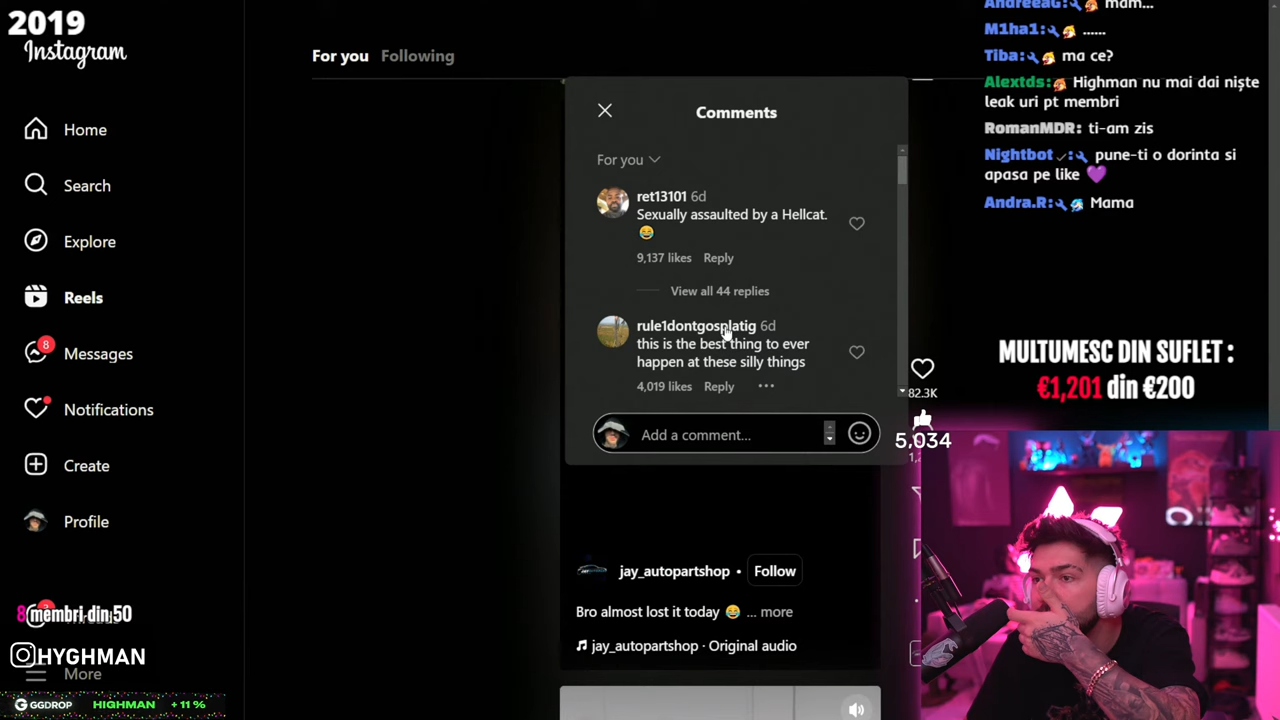 2019
Instagram
Home
Search
Explore
Reels
8
Messages
Notifications
Create
Profile
8 membri din 50
HYGHMAN
More
GGDROP HIGHMAN +11%
For you Following
Comments
For you
ret13101 6d
Sexually assaulted by a Hellcat.
😂
9,137 likes Reply
View all 44 replies
rule1dontgosplatig 6d
this is the best thing to ever
happen at these silly things
4,019 likes Reply ...
Add a comment...
82.3K
5,034
jay_autopartshop • Follow
Bro almost lost it today 😂 ... more
jay_autopartshop · Original audio
AndreeaG: mam...
M1ha1: ......
Tiba: ma ce?
Alextds: Highman nu mai dai niște
leak uri pt membri
RomanMDR: ti-am zis
Nightbot : pune-ti o dorinta si
apasa pe like 💜
Andra.R: Mama
MULTUMESC DIN SUFLET :
€1,201 din €200